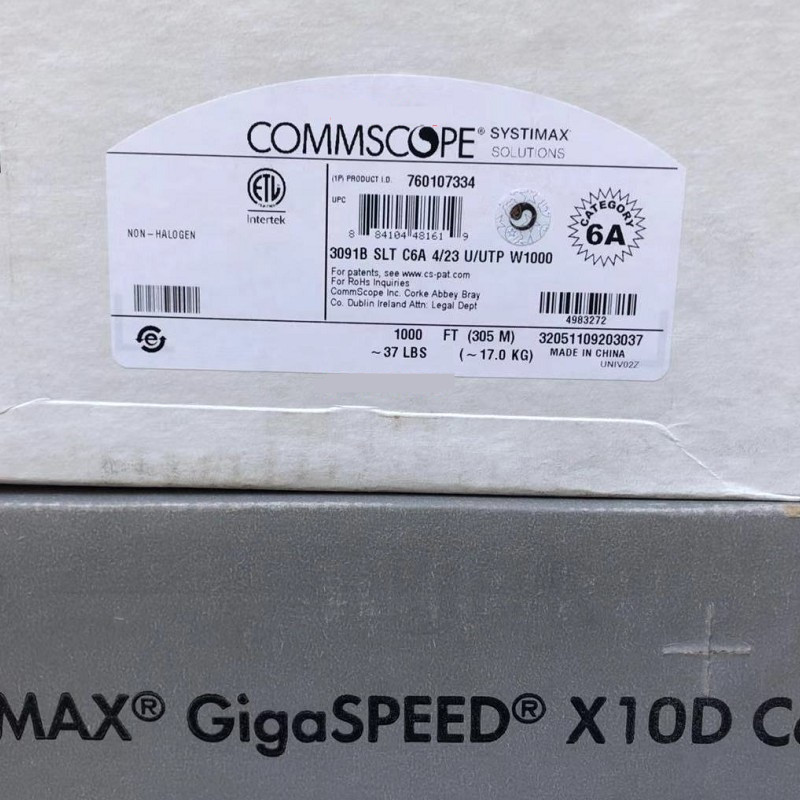 COMMSCOPE® SYSTIMAX
SOLUTIONS
ETL
Intertek
(1P) PRODUCT I.D. 760107334
UPC
8 84104 48161 9
CATEGORY
6A
NON-HALOGEN
3091B SLT C6A 4/23 U/UTP W1000
For patents, see www.cs-pat.com
For RoHs Inquiries
CommScope Inc. Corke Abbey Bray
Co. Dublin Ireland Attn: Legal Dept
4983272
e
1000 FT (305 M) 32051109203037
~37 LBS (~17.0 KG) MADE IN CHINA
UNIV02Z
MAX® GigaSPEED® X10D C